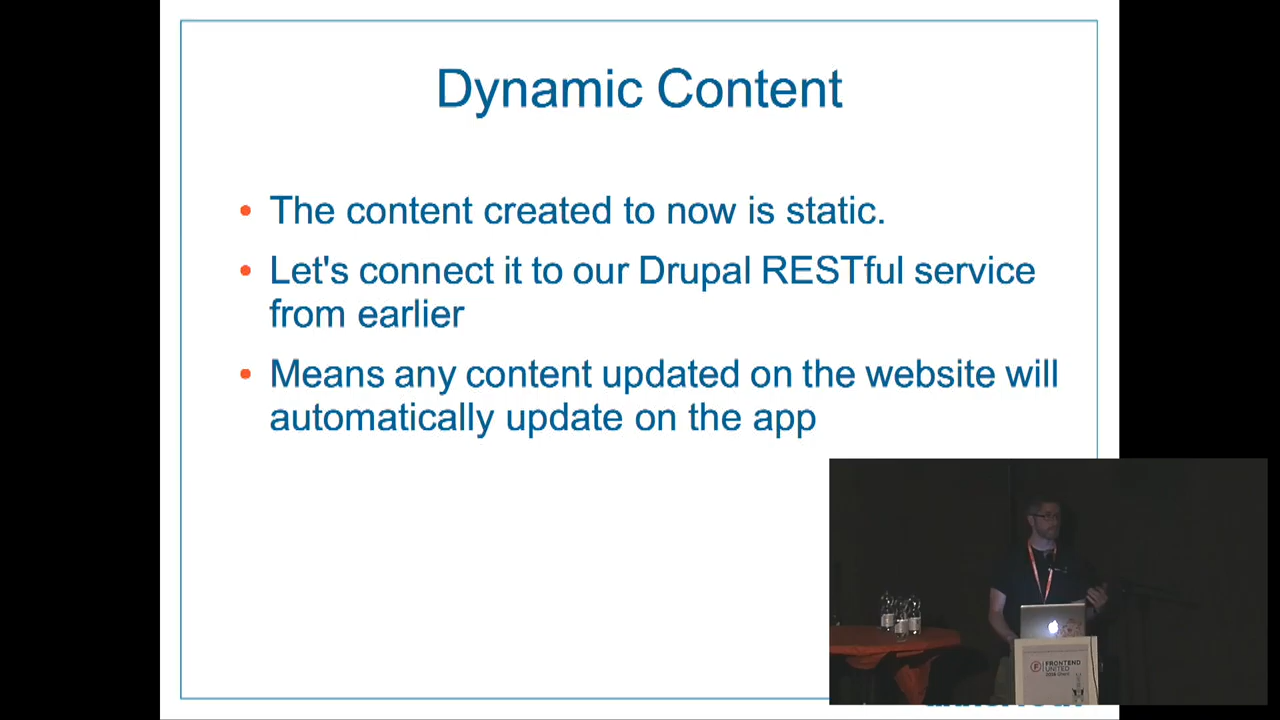 Dynamic Content
The content created to now is static.
Let's connect it to our Drupal RESTful service
from earlier
Means any content updated on the website will
automatically update on the app
FRONTEND
UNITED